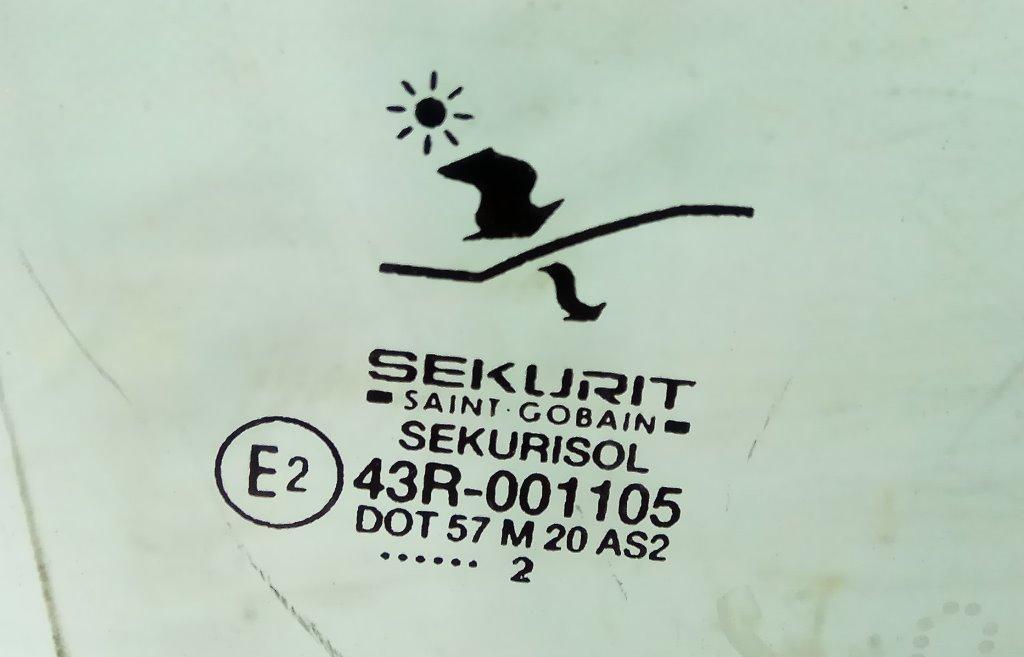 SEKURIT
SAINT·GOBAIN
SEKURISOL
E2 43R-001105
DOT 57 M 20 AS2
...... 2